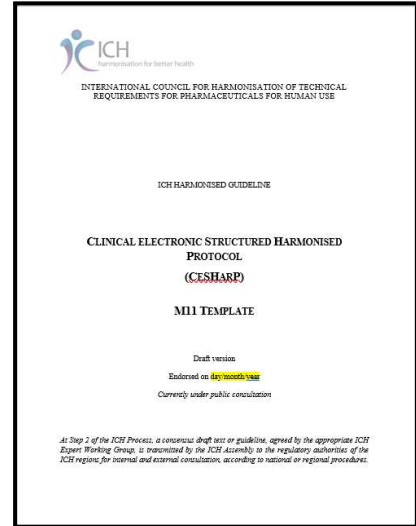 ICH
harmonisation for better health
INTERNATIONAL COUNCIL FOR HARMONISATION OF TECHNICAL
REQUIREMENTS FOR PHARMACEUTICALS FOR HUMAN USE
ICH HARMONISED GUIDELINE
CLINICAL ELECTRONIC STRUCTURED HARMONISED
PROTOCOL
(CESHARP)
M11 TEMPLATE
Draft version
Endorsed on day/month/year
Currently under public consultation
At Step 2 of the ICH Process, a consensus draft text or guideline, agreed by the appropriate ICH
Expert Working Group, is transmitted by the ICH Assembly to the regulatory authorities of the
ICH regions for internal and external consultation, according to national or regional procedures.